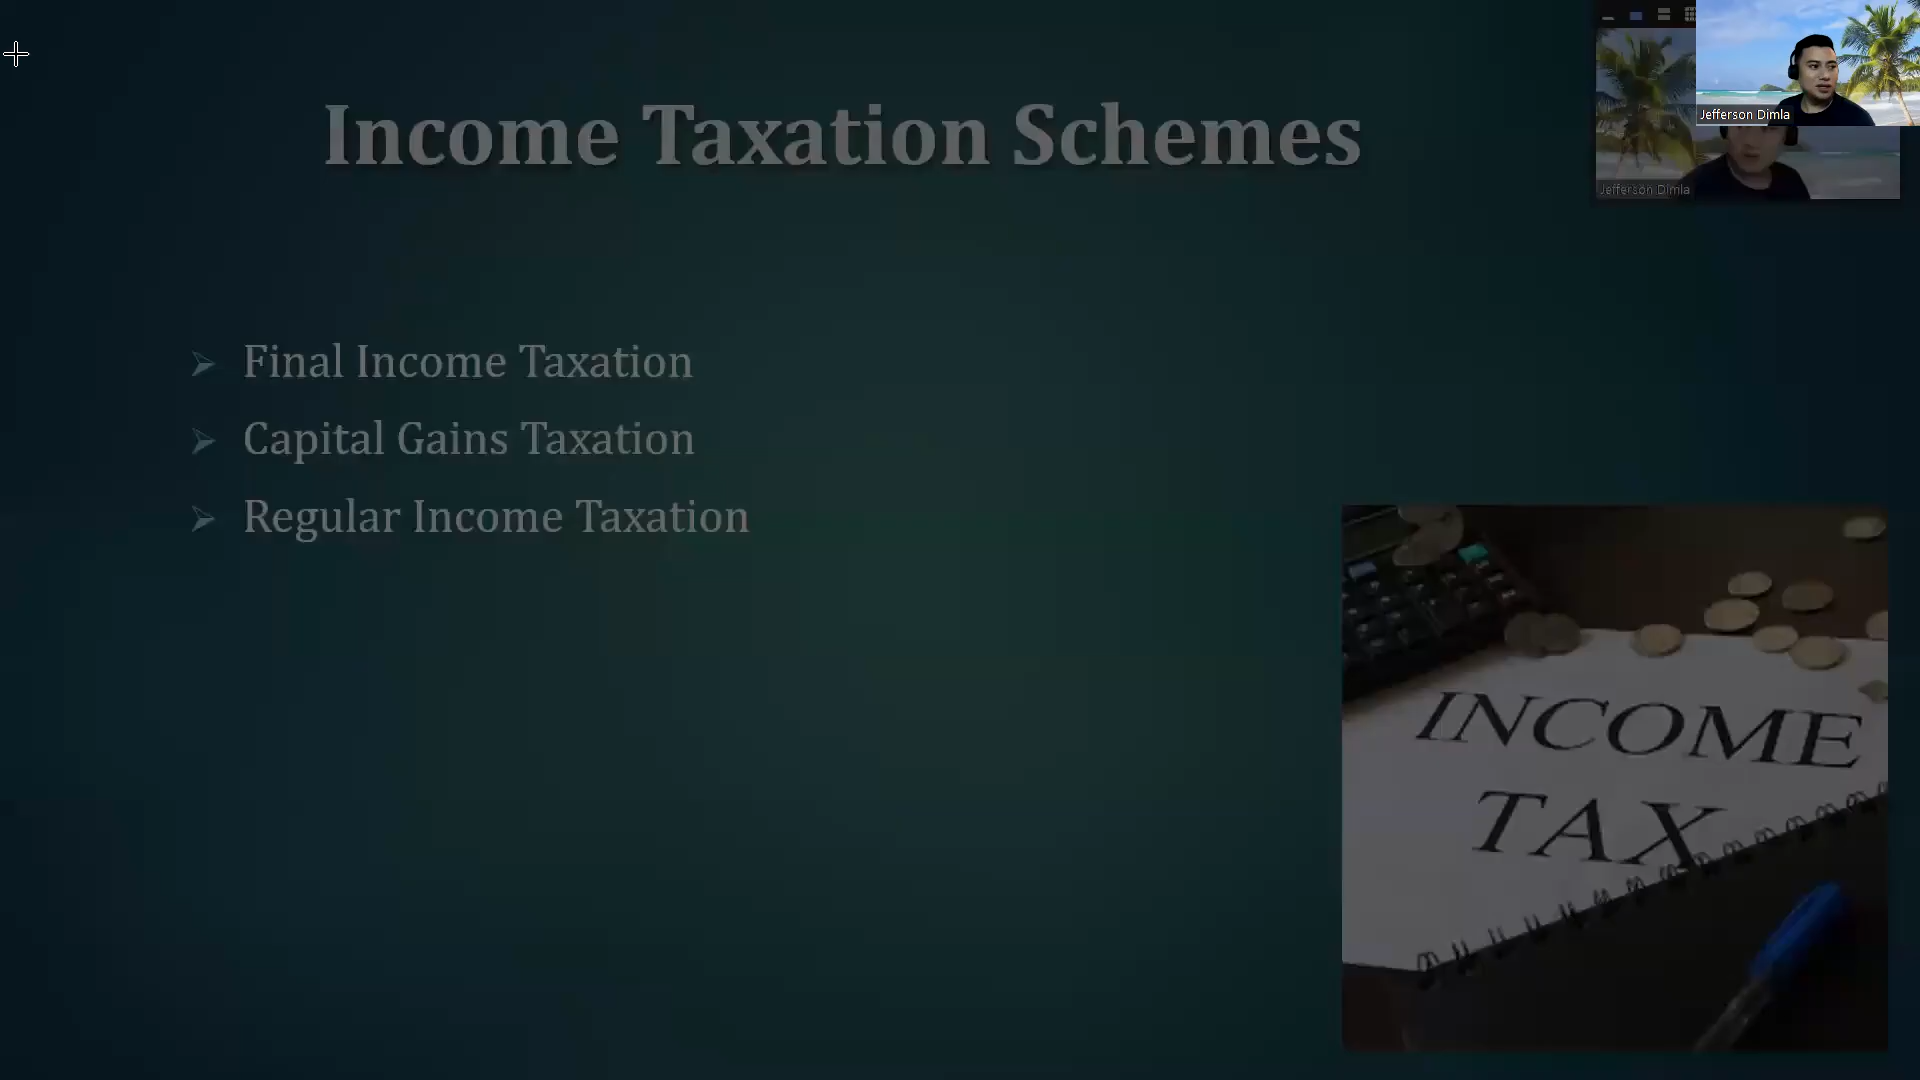 Income Taxation Schemes
Jefferson Dimla
Jefferson Dimla
Final Income Taxation
Capital Gains Taxation
Regular Income Taxation
INCOME
TAX